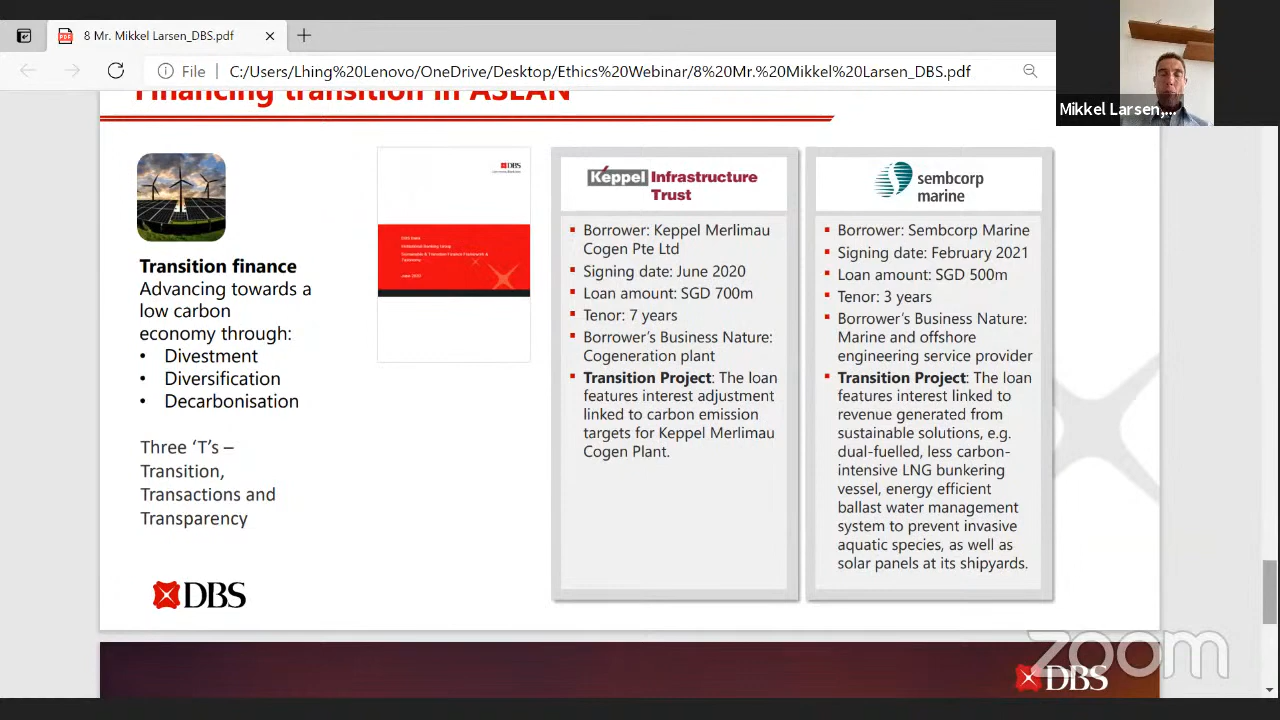 8 Mr. Mikkel Larsen_DBS.pdf
File
C:/Users/Lhing%20Lenovo/OneDrive/Desktop/Ethics%20Webinar/8%20Mr.%20Mikkel%20Larsen_DBS.pdf
Mikkel Larsen,...
Financing transition in ASEAN
Transition finance
Advancing towards a
low carbon
economy through:
• Divestment
• Diversification
• Decarbonisation
Three ‘T’s –
Transition,
Transactions and
Transparency
DBS
DBS
June 2020
Keppel Infrastructure
Trust
Borrower: Keppel Merlimau
Cogen Pte Ltd
Signing date: June 2020
Loan amount: SGD 700m
Tenor: 7 years
Borrower’s Business Nature:
Cogeneration plant
Transition Project: The loan
features interest adjustment
linked to carbon emission
targets for Keppel Merlimau
Cogen Plant.
sembcorp
marine
Borrower: Sembcorp Marine
Signing date: February 2021
Loan amount: SGD 500m
Tenor: 3 years
Borrower’s Business Nature:
Marine and offshore
engineering service provider
Transition Project: The loan
features interest linked to
revenue generated from
sustainable solutions, e.g.
dual-fuelled, less carbon-
intensive LNG bunkering
vessel, energy efficient
ballast water management
system to prevent invasive
aquatic species, as well as
solar panels at its shipyards.
zoom
DBS